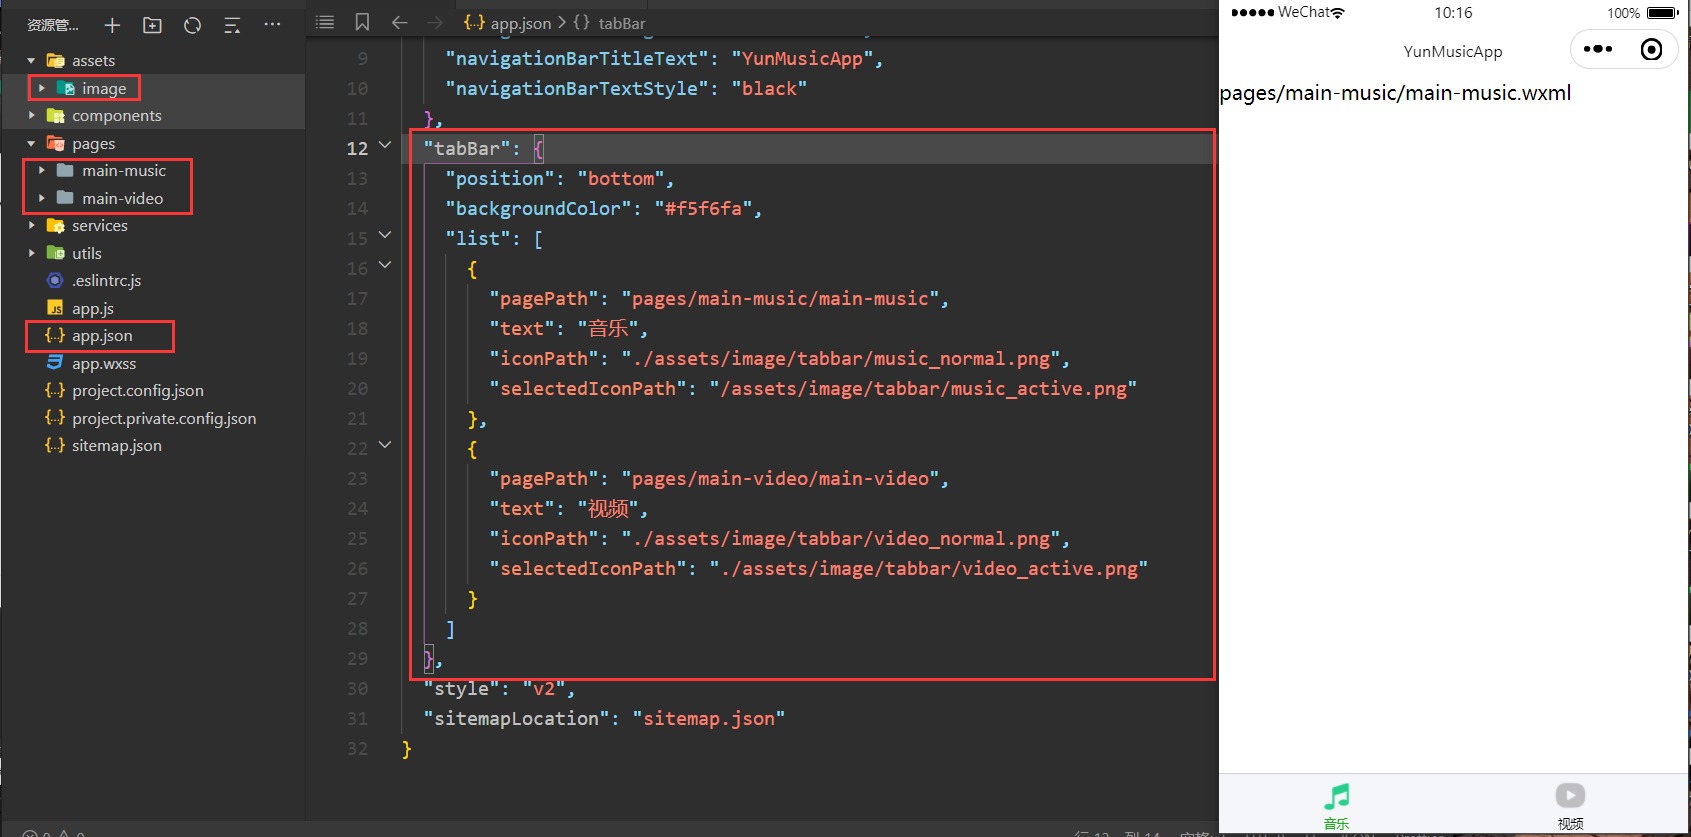 资源管...
assets
image
components
pages
main-music
main-video
services
utils
.eslintrc.js
app.js
app.json
app.wxss
project.config.json
project.private.config.json
sitemap.json
app.json > {} tabBar
9 "navigationBarTitleText": "YunMusicApp",
10 "navigationBarTextStyle": "black"
11 },
12 "tabBar": {
13 "position": "bottom",
14 "backgroundColor": "#f5f6fa",
15 "list": [
16 {
17 "pagePath": "pages/main-music/main-music",
18 "text": "音乐",
19 "iconPath": "./assets/image/tabbar/music_normal.png",
20 "selectedIconPath": "/assets/image/tabbar/music_active.png"
21 },
22 {
23 "pagePath": "pages/main-video/main-video",
24 "text": "视频",
25 "iconPath": "./assets/image/tabbar/video_normal.png",
26 "selectedIconPath": "./assets/image/tabbar/video_active.png"
27 }
28 ]
29 },
30 "style": "v2",
31 "sitemapLocation": "sitemap.json"
32 }
WeChat 10:16 100%
YunMusicApp
pages/main-music/main-music.wxml
音乐 视频